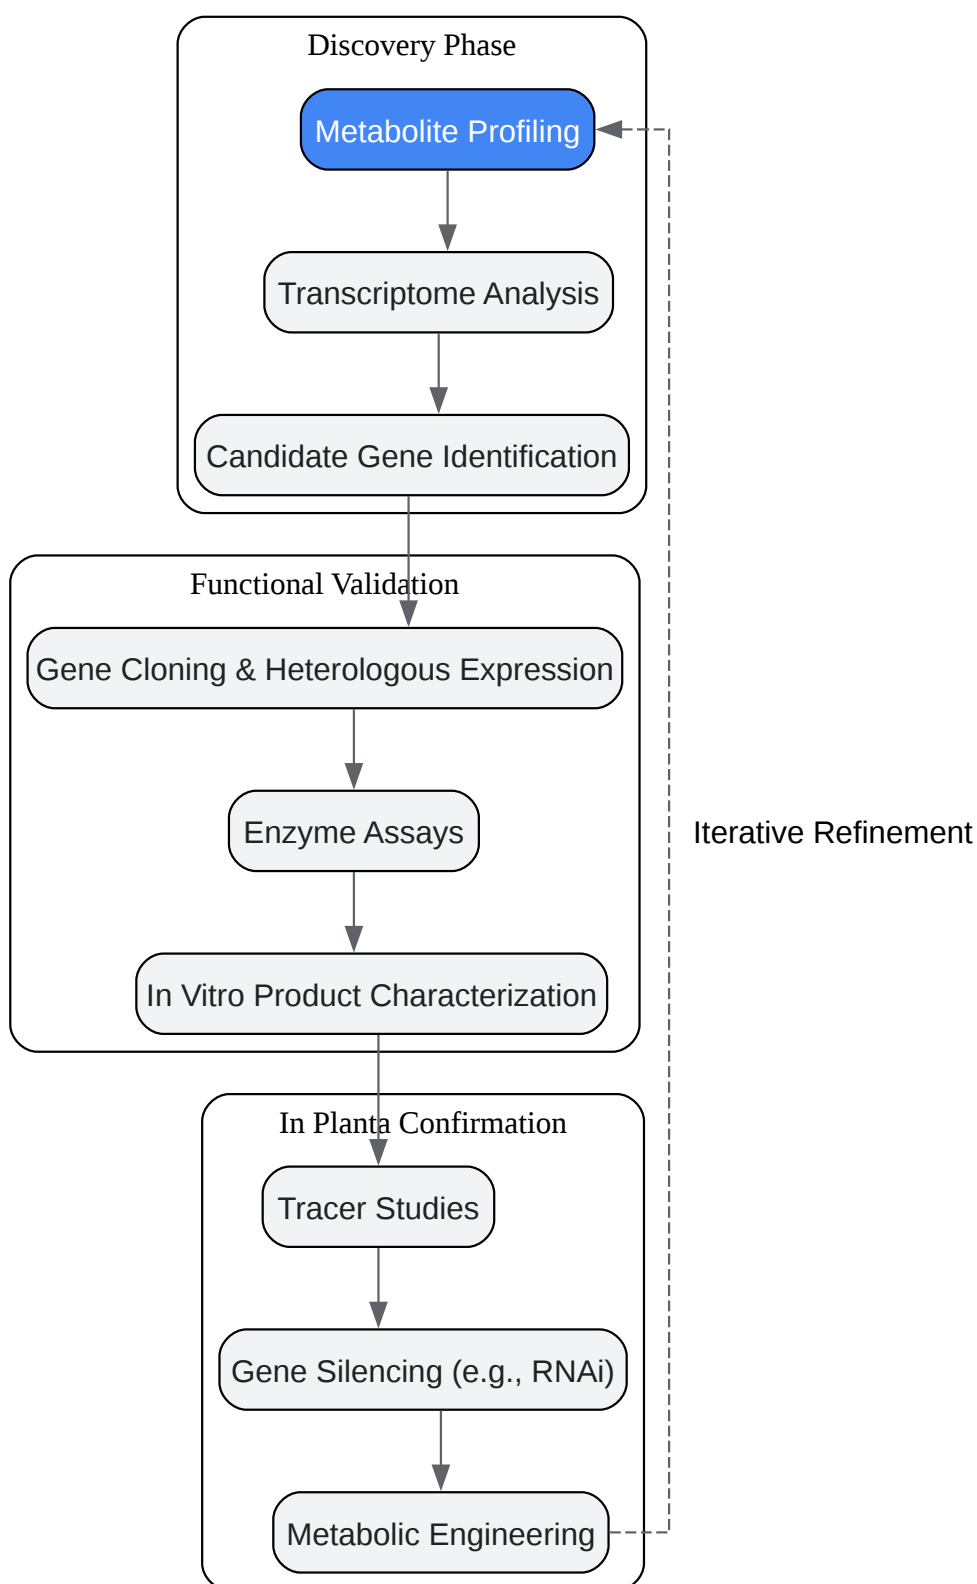 Discovery Phase
Metabolite Profiling
Transcriptome Analysis
Candidate Gene Identification
Functional Validation
Gene Cloning & Heterologous Expression
Enzyme Assays
Iterative Refinement
In Vitro Product Characterization
In Planta Confirmation
Tracer Studies
Gene Silencing (e.g., RNAi)
Metabolic Engineering